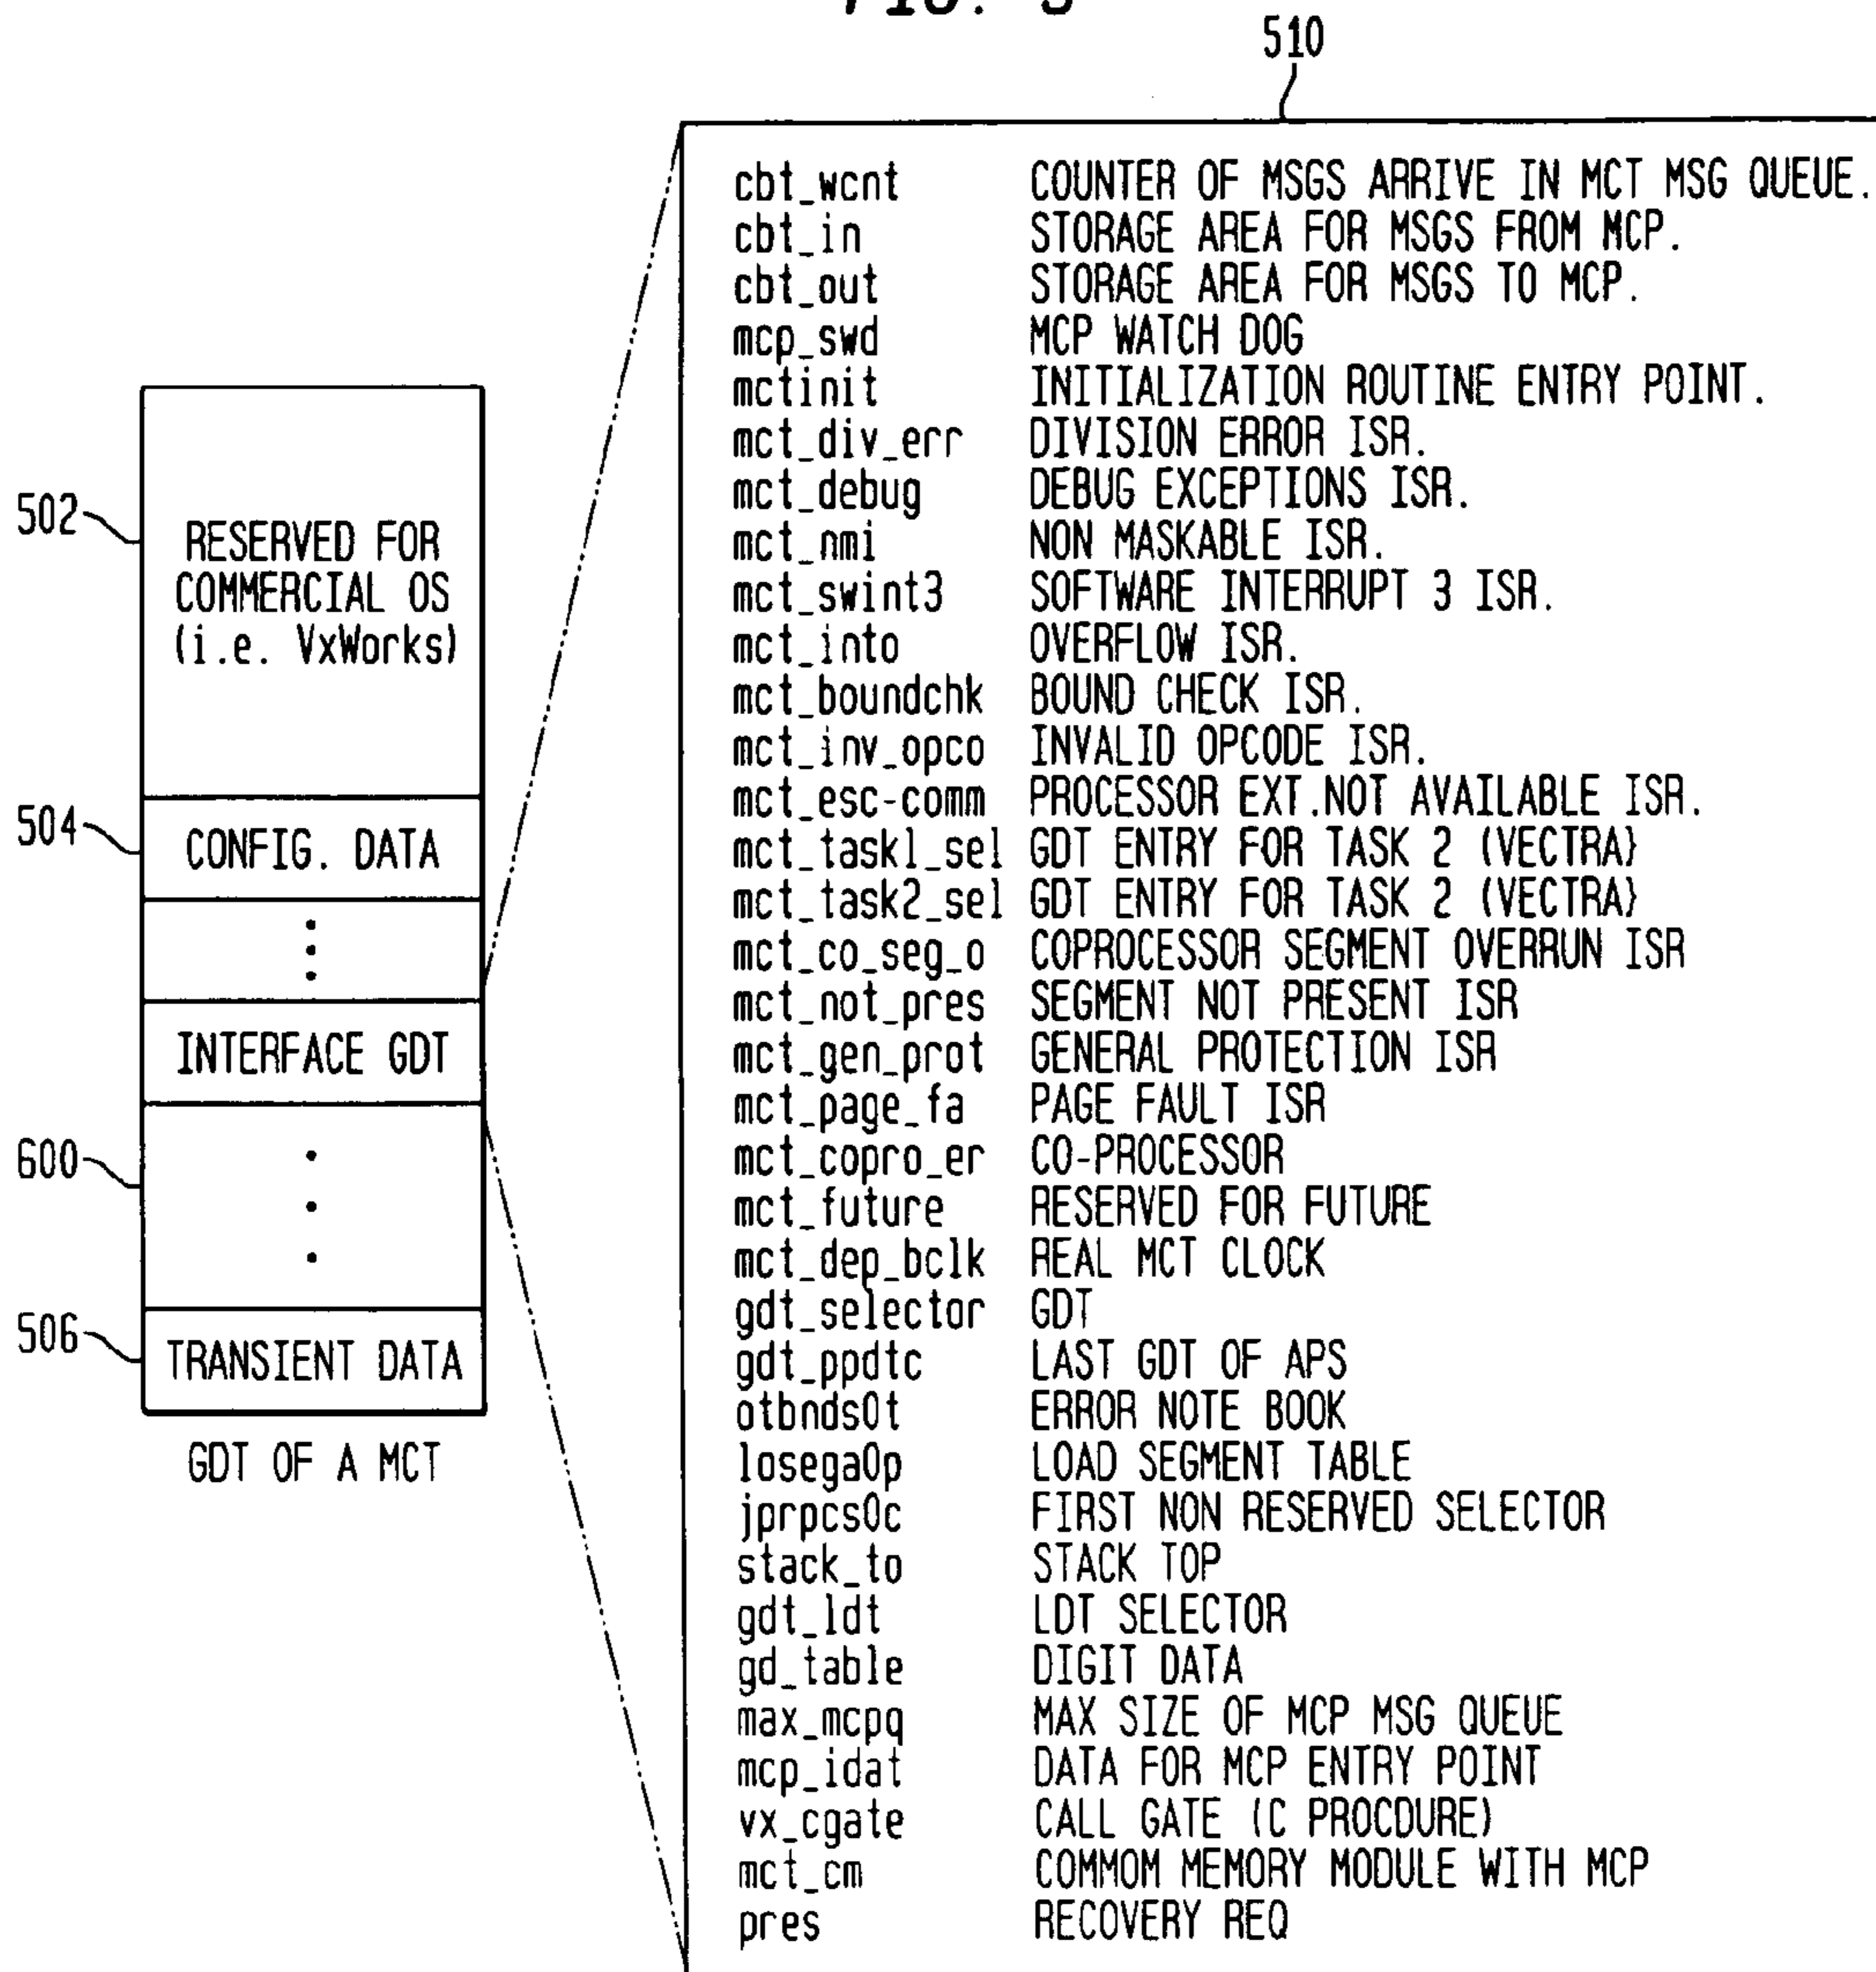 510
cbt_wcnt COUNTER OF MSGS ARRIVE IN MCT MSG QUEUE.
cbt_in STORAGE AREA FOR MSGS FROM MCP.
cbt_out STORAGE AREA FOR MSGS TO MCP.
mcp_swd MCP WATCH DOG
mctinit INITIALIZATION ROUTINE ENTRY POINT.
mct_div_err DIVISION ERROR ISR.
mct_debug DEBUG EXCEPTIONS ISR.
mct_nmi NON MASKABLE ISR.
mct_swint3 SOFTWARE INTERRUPT 3 ISR.
mct_into OVERFLOW ISR.
mct_boundchk BOUND CHECK ISR.
mct_inv_opco INVALID OPCODE ISR.
mct_esc-comm PROCESSOR EXT.NOT AVAILABLE ISR.
mct_task1_sel GDT ENTRY FOR TASK 2 (VECTRA)
mct_task2_sel GDT ENTRY FOR TASK 2 (VECTRA)
mct_co_seg_o COPROCESSOR SEGMENT OVERRUN ISR
mct_not_pres SEGMENT NOT PRESENT ISR
mct_gen_prot GENERAL PROTECTION ISR
mct_page_fa PAGE FAULT ISR
mct_copro_er CO-PROCESSOR
mct_future RESERVED FOR FUTURE
mct_dep_bclk REAL MCT CLOCK
gdt_selector GDT
gdt_ppdtc LAST GDT OF APS
otbnds0t ERROR NOTE BOOK
losega0p LOAD SEGMENT TABLE
jprpcs0c FIRST NON RESERVED SELECTOR
stack_to STACK TOP
gdt_ldt LDT SELECTOR
gd_table DIGIT DATA
max_mcpq MAX SIZE OF MCP MSG QUEUE
mcp_idat DATA FOR MCP ENTRY POINT
vx_cgate CALL GATE (C PROCDURE)
mct_cm COMMOM MEMORY MODULE WITH MCP
pres RECOVERY REQ
502
RESERVED FOR
COMMERCIAL OS
(i.e. VxWorks)
504
CONFIG. DATA
INTERFACE GDT
600
506
TRANSIENT DATA
GDT OF A MCT